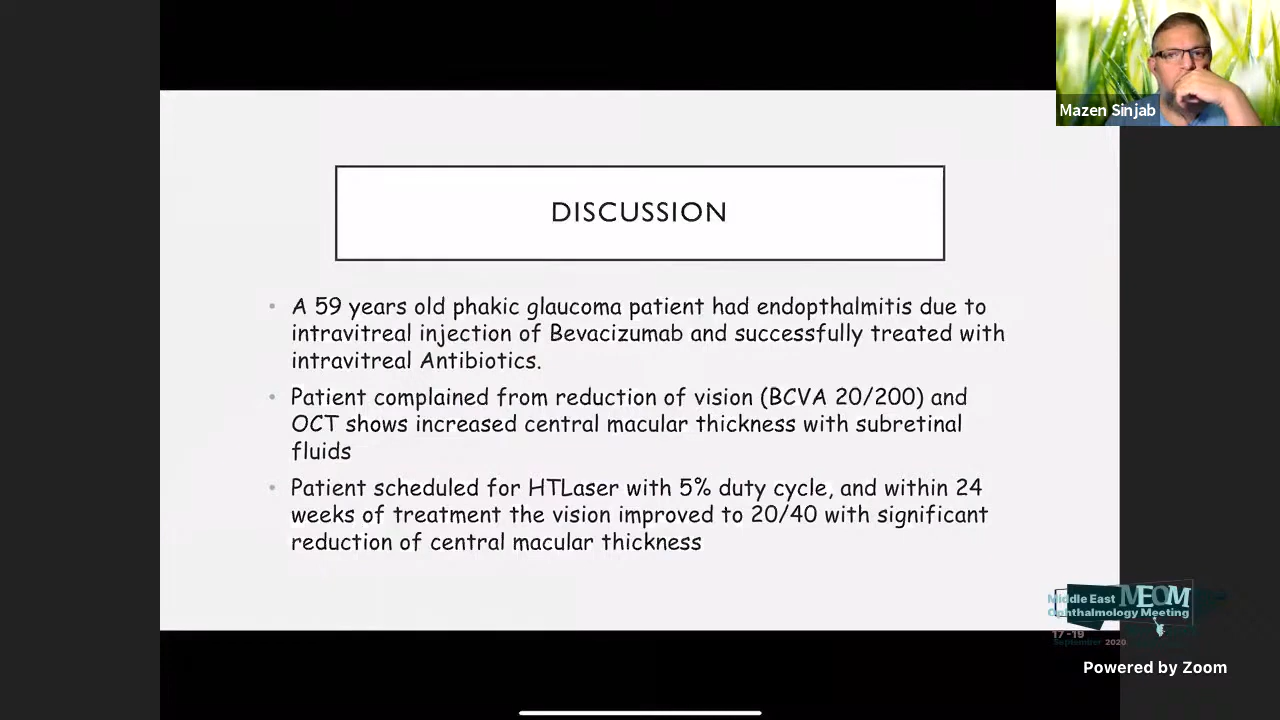 Mazen Sinjab
DISCUSSION
• A 59 years old phakic glaucoma patient had endopthalmitis due to
intravitreal injection of Bevacizumab and successfully treated with
intravitreal Antibiotics.
• Patient complained from reduction of vision (BCVA 20/200) and
OCT shows increased central macular thickness with subretinal
fluids
• Patient scheduled for HTLaser with 5% duty cycle, and within 24
weeks of treatment the vision improved to 20/40 with significant
reduction of central macular thickness
Middle East MEOM
Ophthalmology Meeting
17-19
September 2020
Powered by Zoom